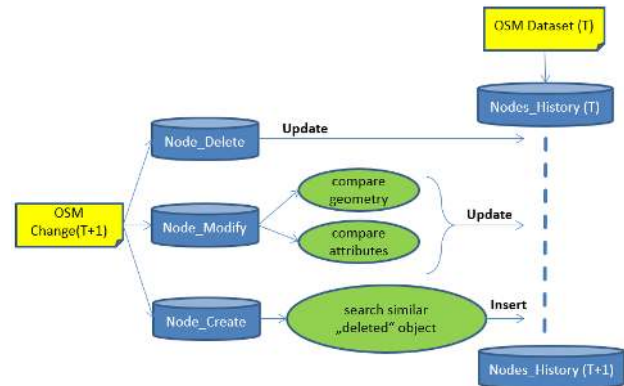 OSM Dataset (T)
Nodes_History (T)
Node_Delete
Update
OSM
Change(T+1)
Node_Modify
compare
geometry
compare
attributes
Update
Node_Create
search similar
„deleted“ object
Insert
Nodes_History (T+1)